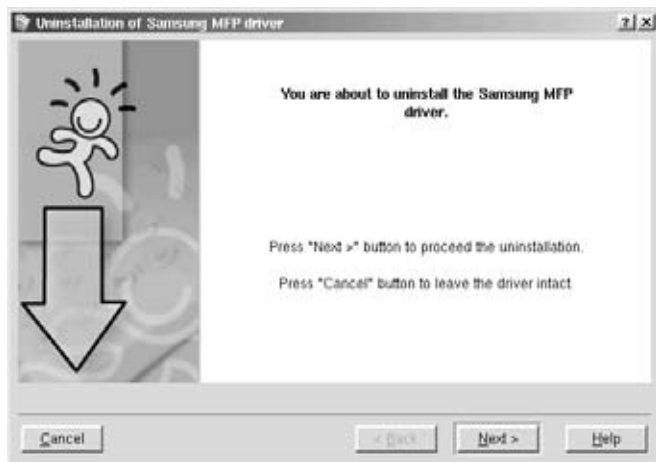 Uninstallation of Samsung MFP driver
You are about to uninstall the Samsung MFP
driver.
Press "Next >" button to proceed the uninstallation.
Press "Cancel" button to leave the driver intact
Cancel
< Back
Next >
Help